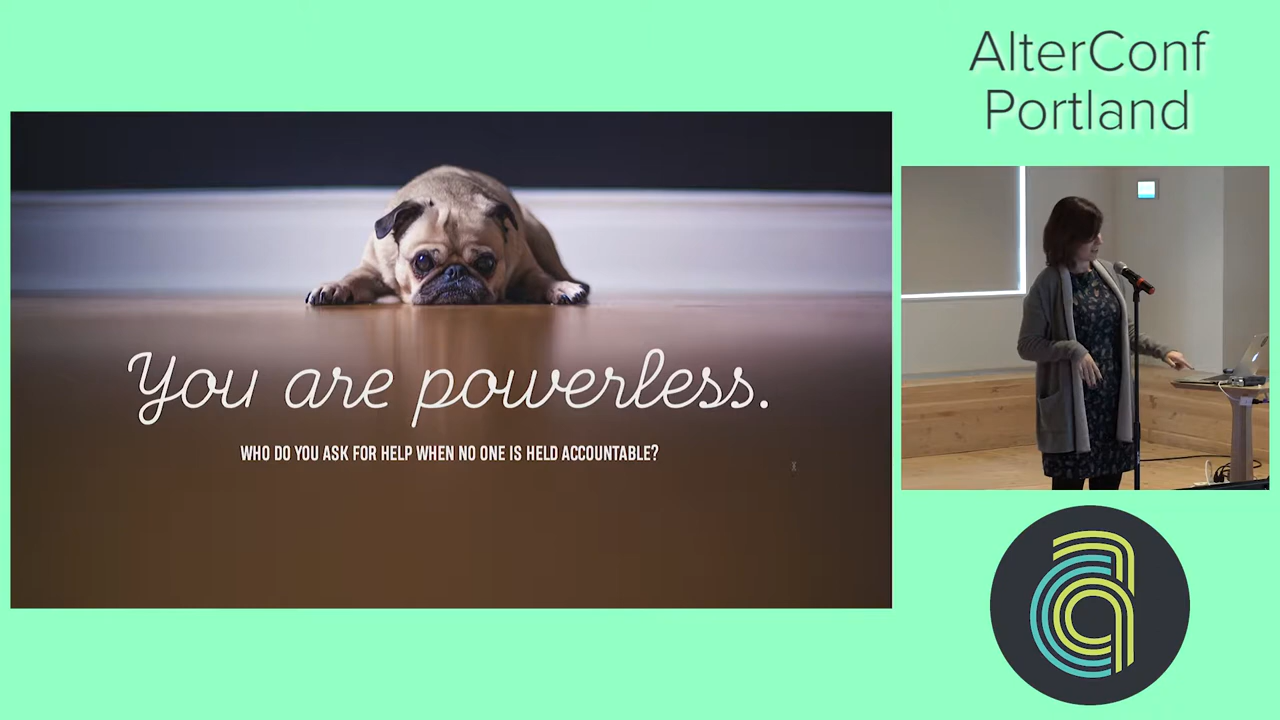 AlterConf
Portland
You are powerless.
WHO DO YOU ASK FOR HELP WHEN NO ONE IS HELD ACCOUNTABLE?